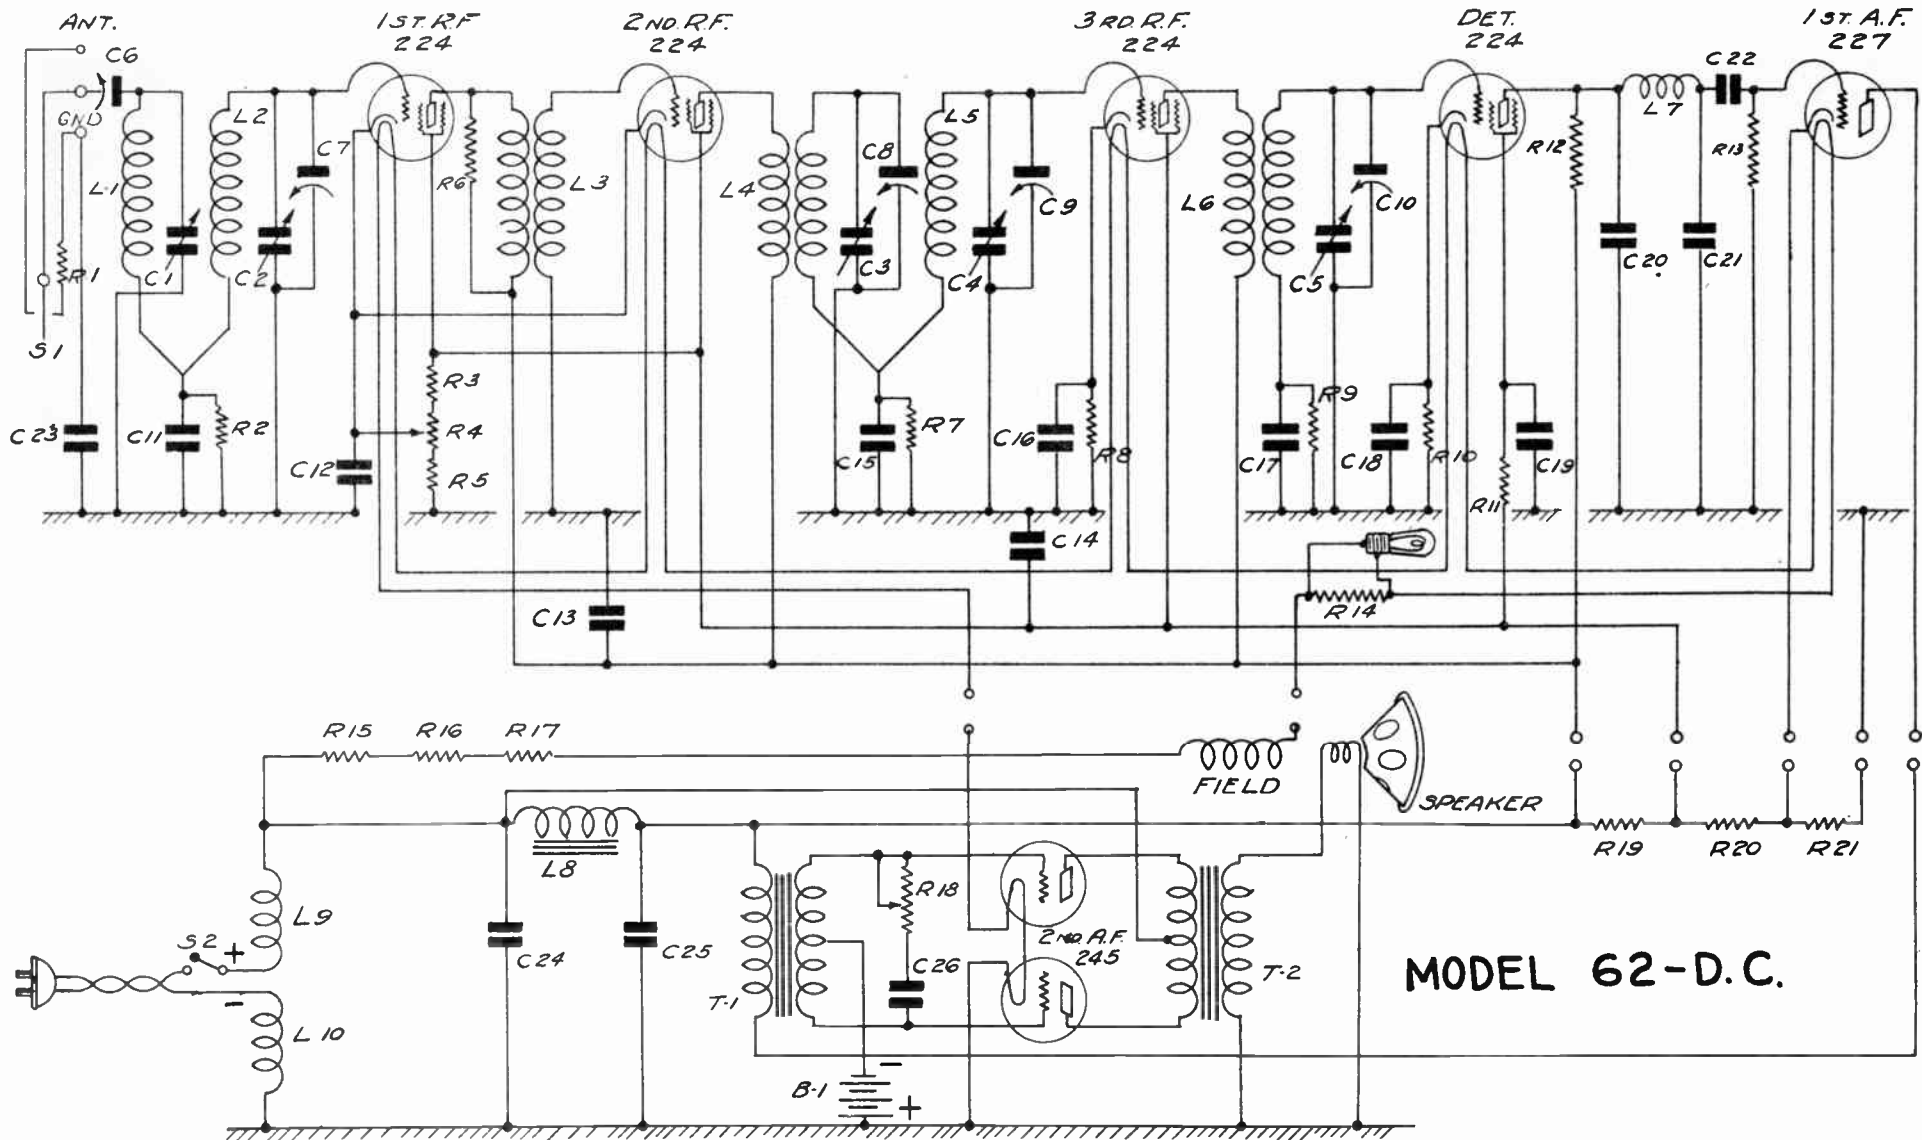 ANT.
1ST. R.F
224
2ND. R.F.
224
3RD. R.F.
224
DET.
224
1ST. A.F.
227
C6
GND
L2
C7
L-1
R1
C1
C2
S1
R6
L3
L4
C8
L5
C9
C3
C4
L6
C10
C5
R12
L7
C22
R13
C20
C21
C23
C11
R2
C12
R3
R4
R5
C15
R7
C16
R8
C17
R9
C18
R10
R11
C19
C14
C13
R14
R15
R16
R17
FIELD
SPEAKER
R19
R20
R21
L8
L9
S2
+
-
L10
C24
C25
T-1
R18
C26
2ND. A.F.
245
T-2
B-1
-
+
MODEL 62-D.C.